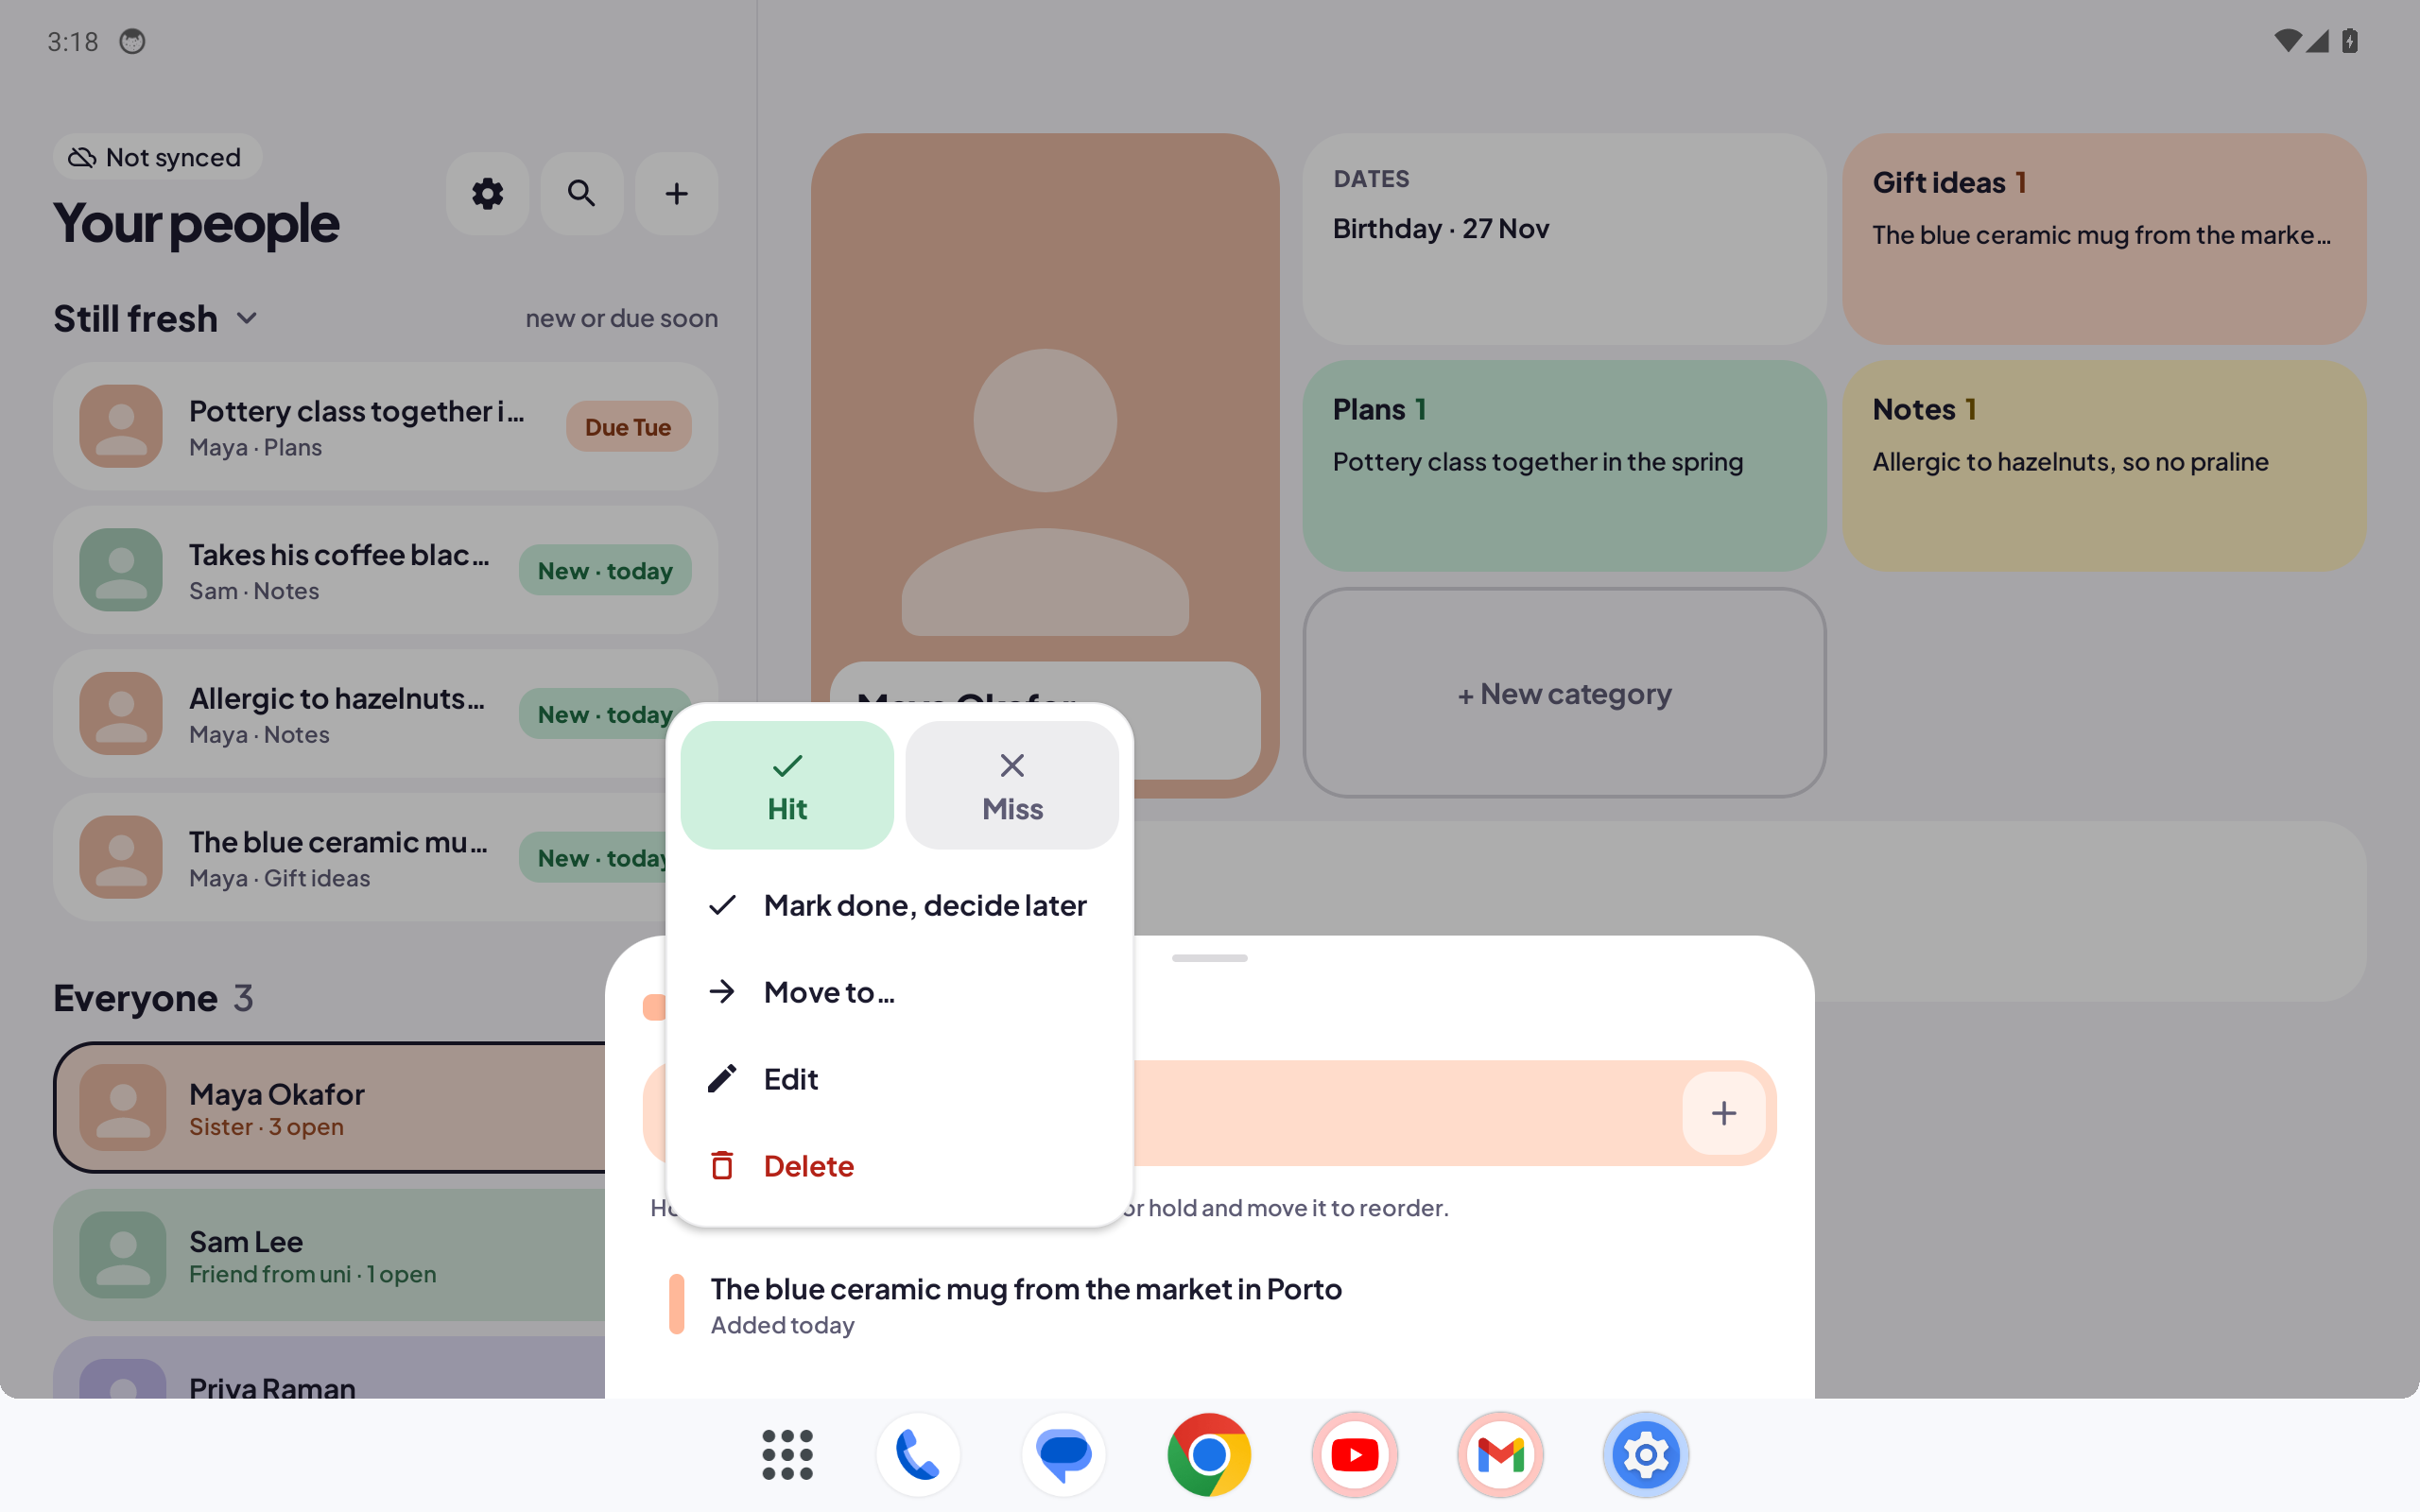 3:18
Not synced
Your people
Still fresh
new or due soon
Pottery class together i...
Maya · Plans
Due Tue
Takes his coffee blac...
Sam · Notes
New · today
Allergic to hazelnuts...
Maya · Notes
New · today
The blue ceramic mu...
Maya · Gift ideas
New · today
Everyone 3
Maya Okafor
Sister · 3 open
Sam Lee
Friend from uni · 1 open
Priya Raman
DATES
Birthday · 27 Nov
Gift ideas 1
The blue ceramic mug from the marke...
Plans 1
Pottery class together in the spring
Notes 1
Allergic to hazelnuts, so no praline
+ New category
Maya Okafor
Hit
Miss
Mark done, decide later
Move to...
Edit
Delete
or hold and move it to reorder.
The blue ceramic mug from the market in Porto
Added today